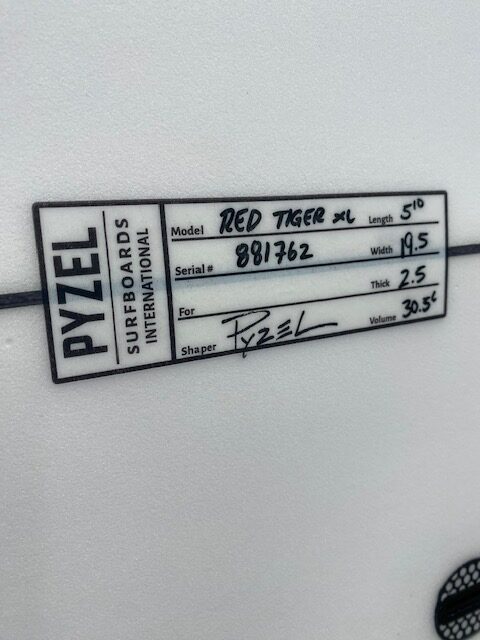 PYZEL
SURFBOARDS
INTERNATIONAL
Model RED TIGER XL Length 5'10
Serial # 881762 Width 19.5
For Thick 2.5
Shaper PYZEL Volume 30.5L